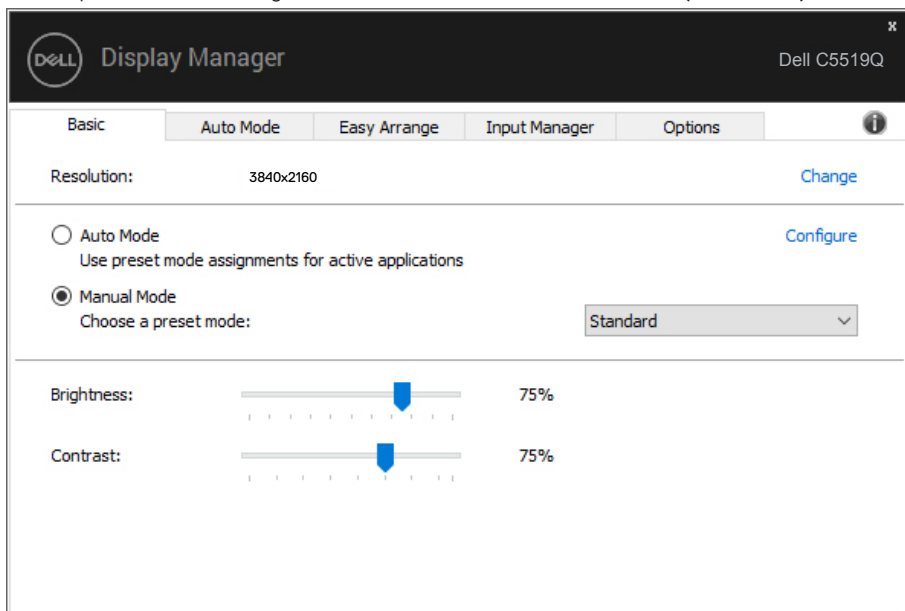 x
DELL Display Manager Dell C5519Q
Basic Auto Mode Easy Arrange Input Manager Options i
Resolution: 3840x2160 Change
Auto Mode Configure
Use preset mode assignments for active applications
Manual Mode
Choose a preset mode: Standard
Brightness: 75%
Contrast: 75%